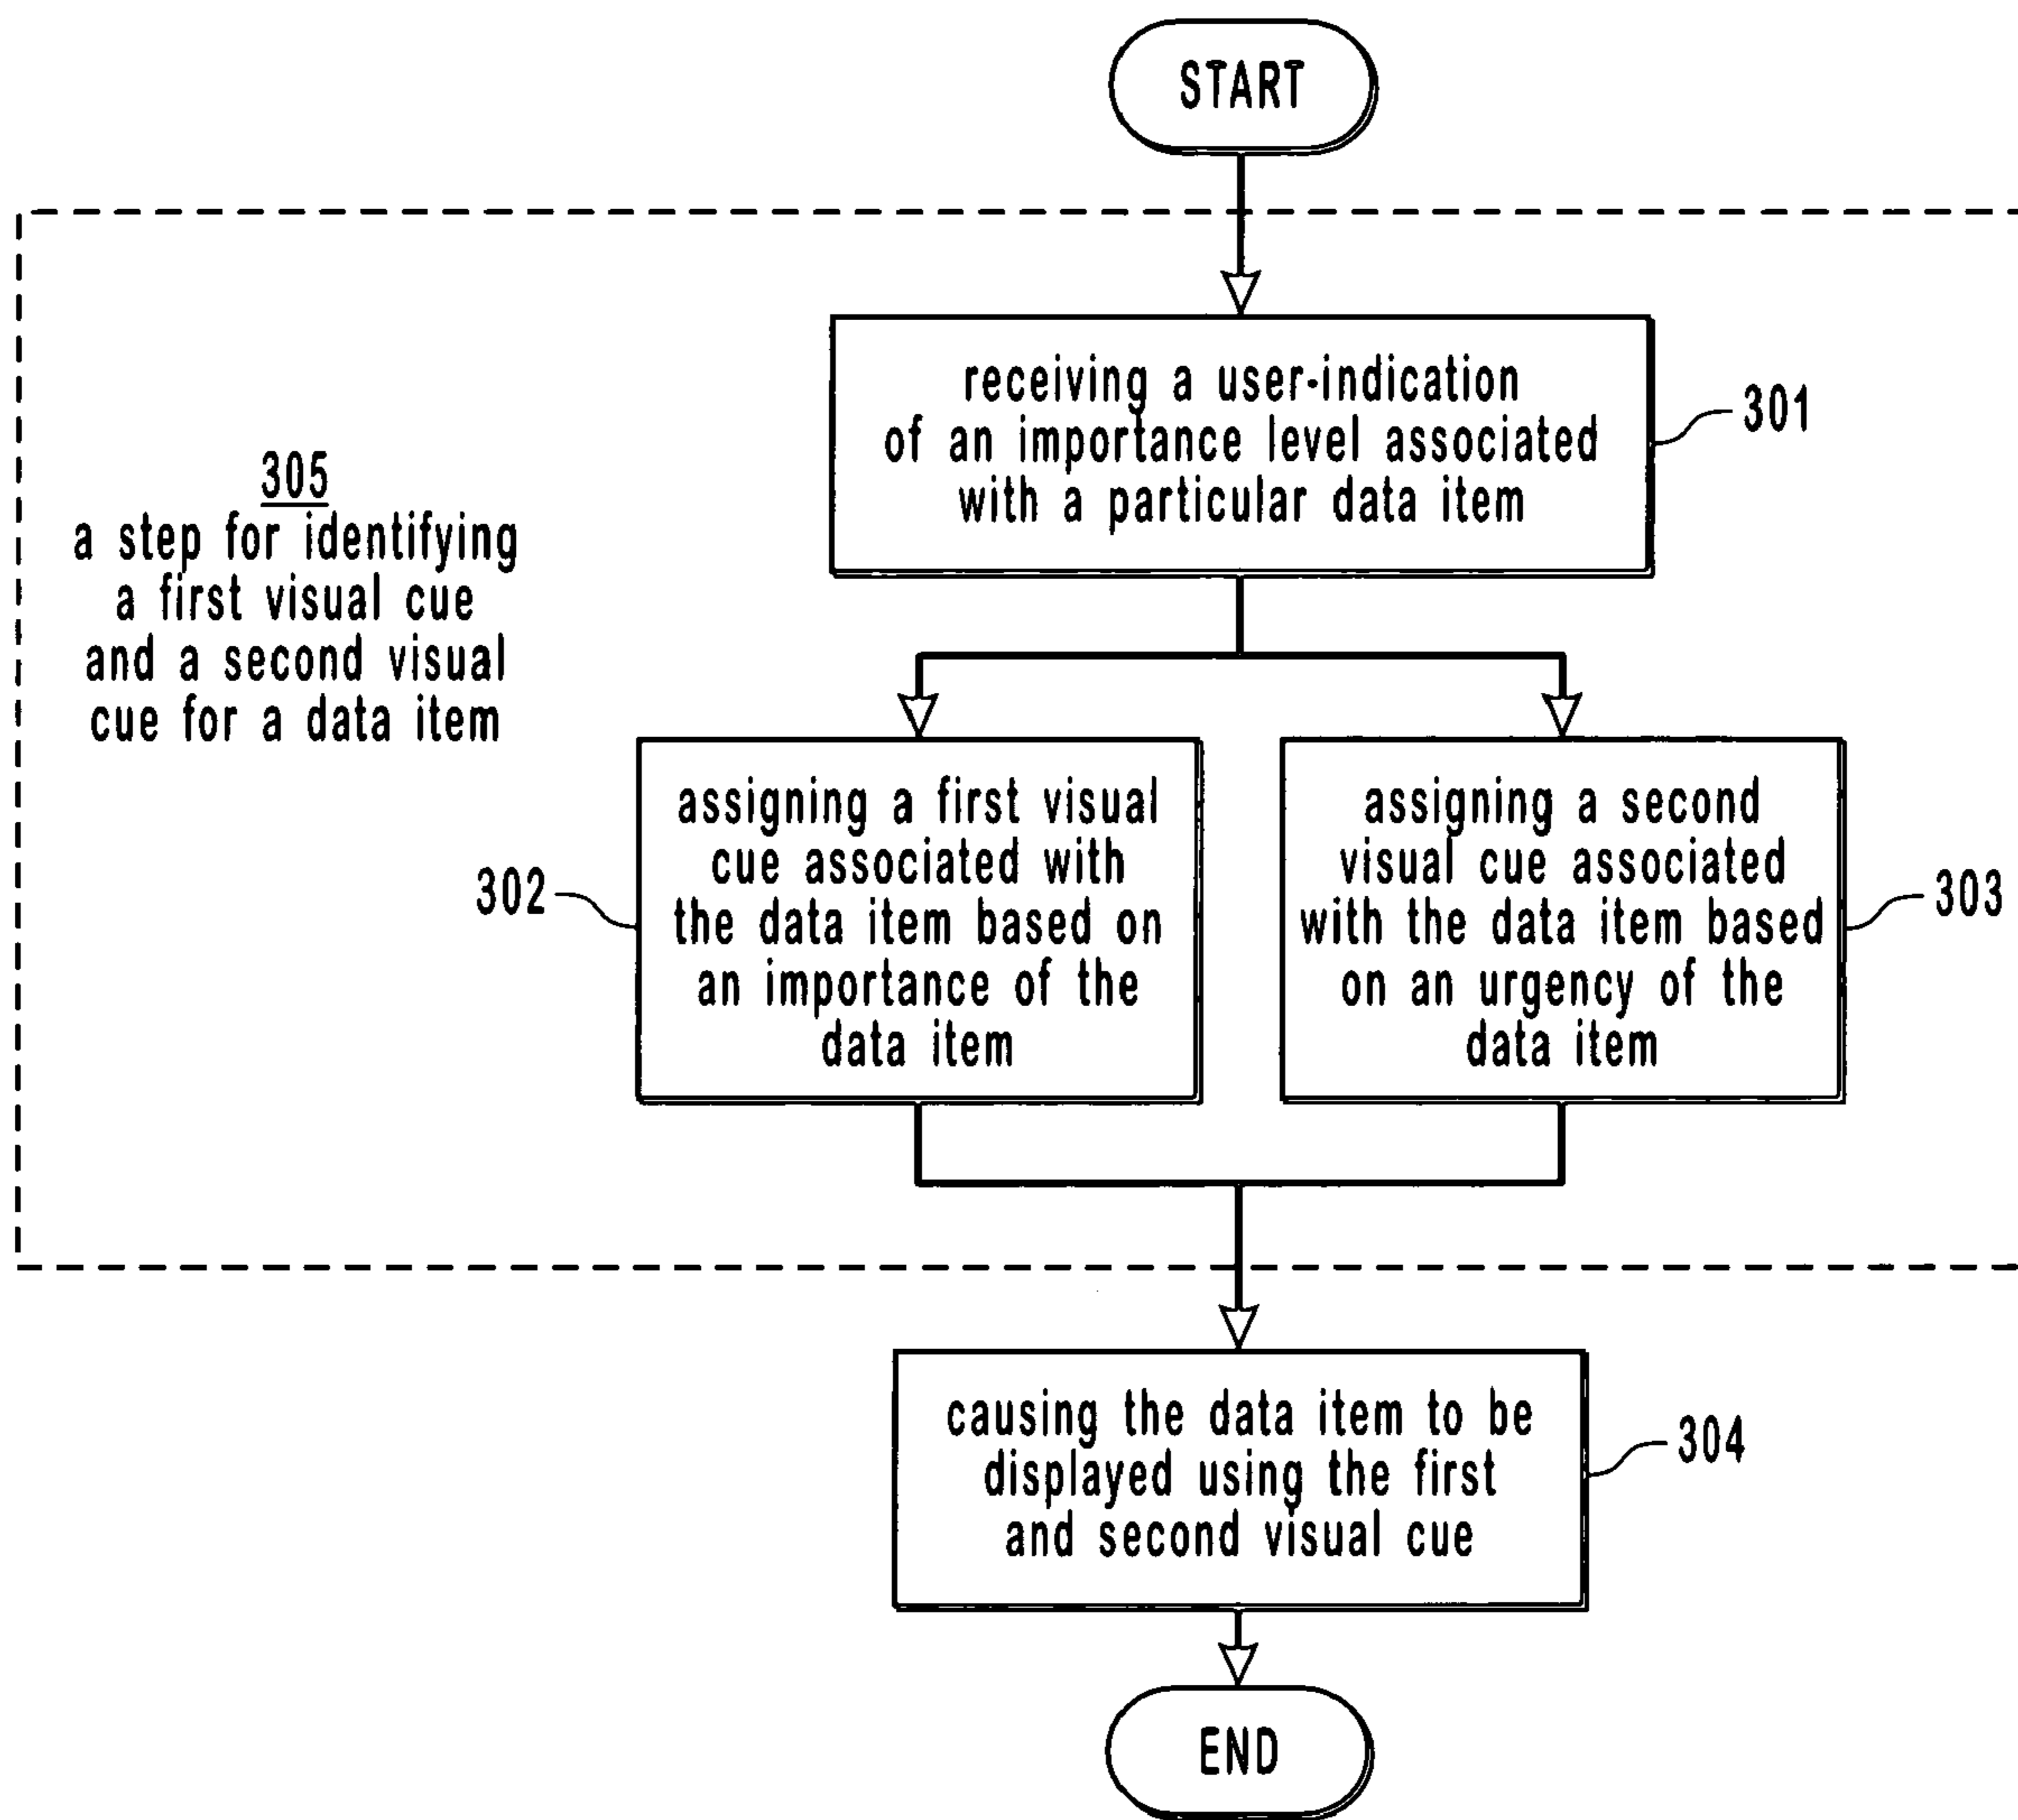 START
receiving a user-indication
of an importance level associated
with a particular data item
301
305
a step for identifying
a first visual cue
and a second visual
cue for a data item
assigning a first visual
cue associated with
the data item based on
an importance of the
data item
302
assigning a second
visual cue associated
with the data item based
on an urgency of the
data item
303
causing the data item to be
displayed using the first
and second visual cue
304
END